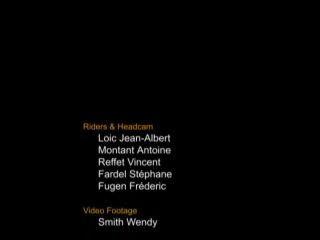 Riders & Headcam
Loic Jean-Albert
Montant Antoine
Reffet Vincent
Fardel Stéphane
Fugen Fréderic
Video Footage
Smith Wendy